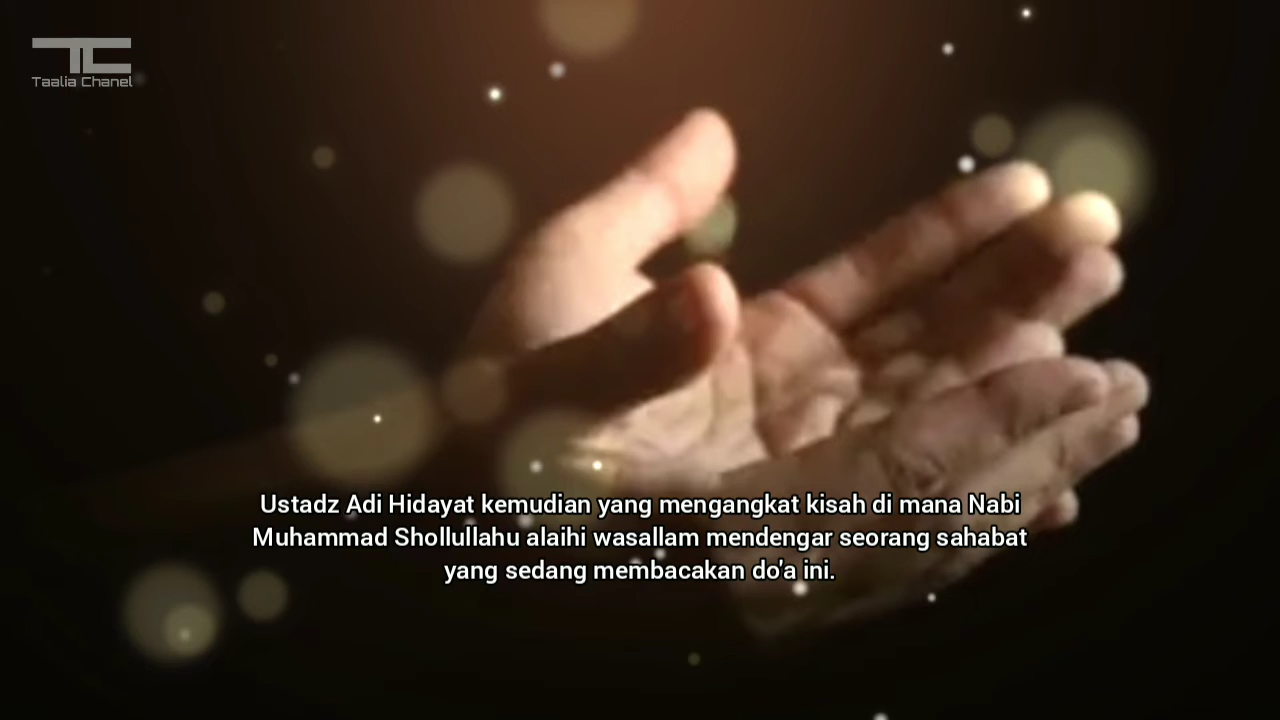 TC
Taalia Chanel
Ustadz Adi Hidayat kemudian yang mengangkat kisah di mana Nabi
Muhammad Shollullahu alaihi wasallam mendengar seorang sahabat
yang sedang membacakan do'a ini.